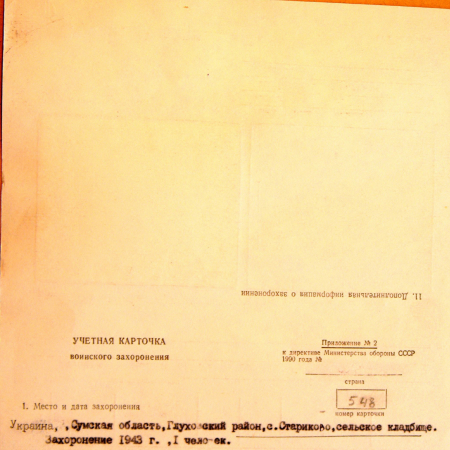 11. Дополнительная информация о захоронении
УЧЕТНАЯ КАРТОЧКА
воинского захоронения
Приложение № 2
к директиве Министерства обороны СССР
1990 года №
страна
548
номер карточки
1. Место и дата захоронения
Украина, Сумская область, Глуховский район, с.Стариково, сельское кладбище.
Захоронение 1943 г. , I человек.